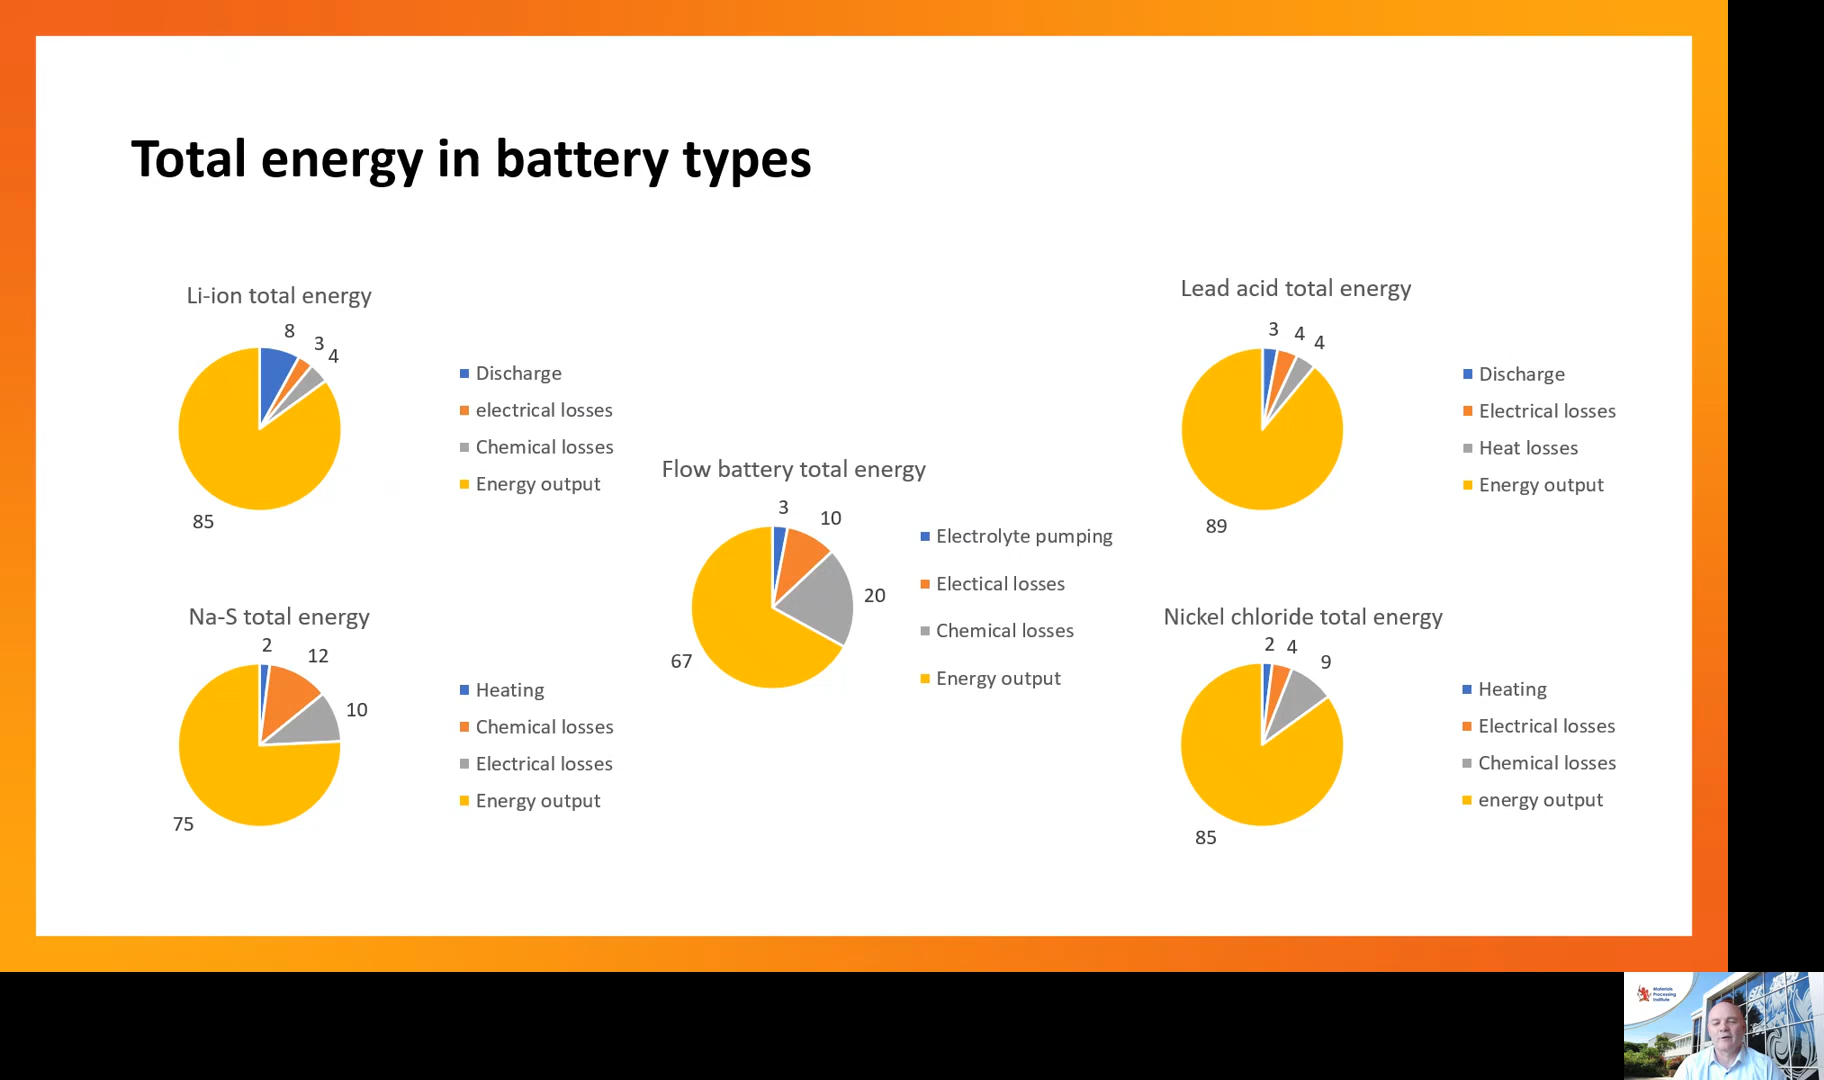 Total energy in battery types
Li-ion total energy
8
3
4
85
Discharge
electrical losses
Chemical losses
Energy output
Lead acid total energy
3
4
4
89
Discharge
Electrical losses
Heat losses
Energy output
Flow battery total energy
3
10
20
67
Electrolyte pumping
Electical losses
Chemical losses
Energy output
Na-S total energy
2
12
10
75
Heating
Chemical losses
Electrical losses
Energy output
Nickel chloride total energy
2
4
9
85
Heating
Electrical losses
Chemical losses
energy output
Materials
Processing
Institute